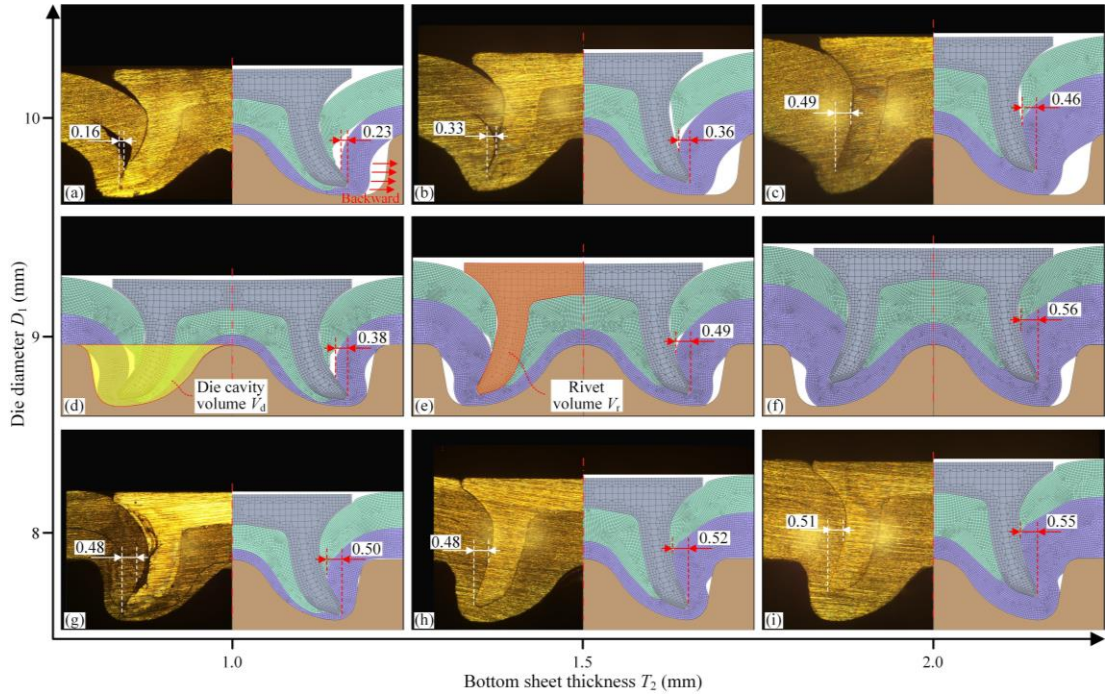 Die diameter D₁ (mm)
10
9
8
0.16
0.23
(a)
Backward
0.33
0.36
(b)
0.49
0.46
(c)
0.38
Die cavity
volume V_d
(d)
0.49
Rivet
volume V_r
(e)
0.56
(f)
0.48
0.50
(g)
0.48
0.52
(h)
0.51
0.55
(i)
1.0
1.5
2.0
Bottom sheet thickness T₂ (mm)